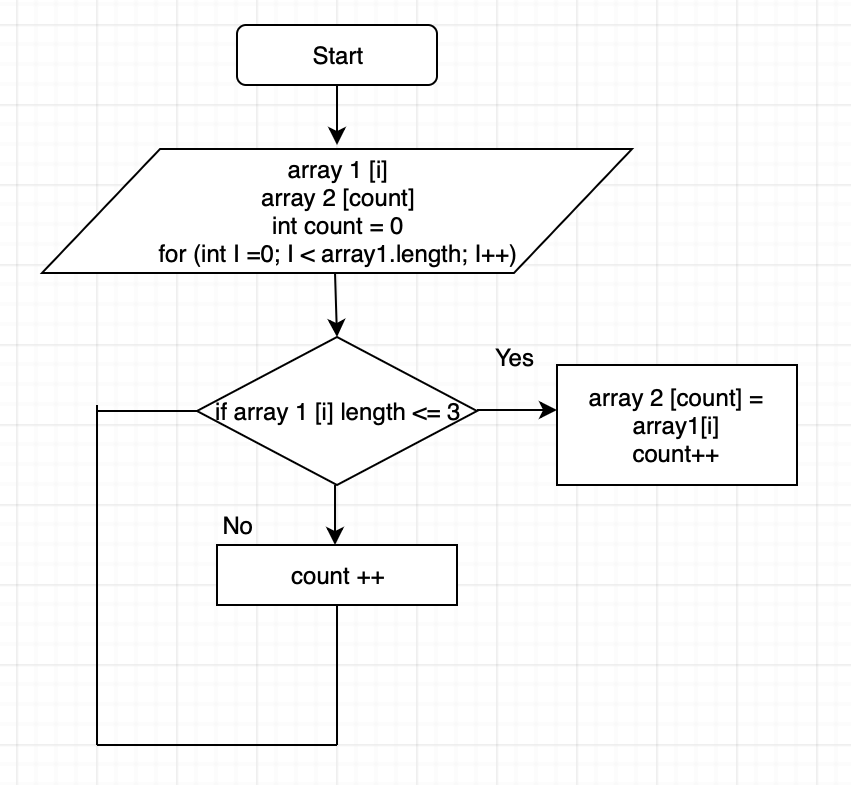 Start
array 1 [i]
array 2 [count]
int count = 0
for (int I =0; I < array1.length; I++)
Yes
if array 1 [i] length <= 3
array 2 [count] =
array1[i]
count++
No
count ++